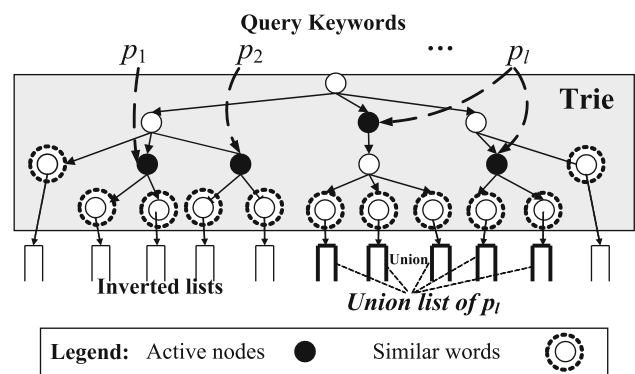 Query Keywords
p1 p2 ... pl
Trie
Union
Inverted lists
Union list of pl
Legend: Active nodes Similar words